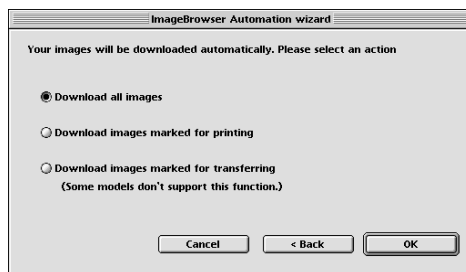 ImageBrowser Automation wizard
Your images will be downloaded automatically. Please select an action
Download all images
Download images marked for printing
Download images marked for transferring
(Some models don't support this function.)
Cancel
< Back
OK